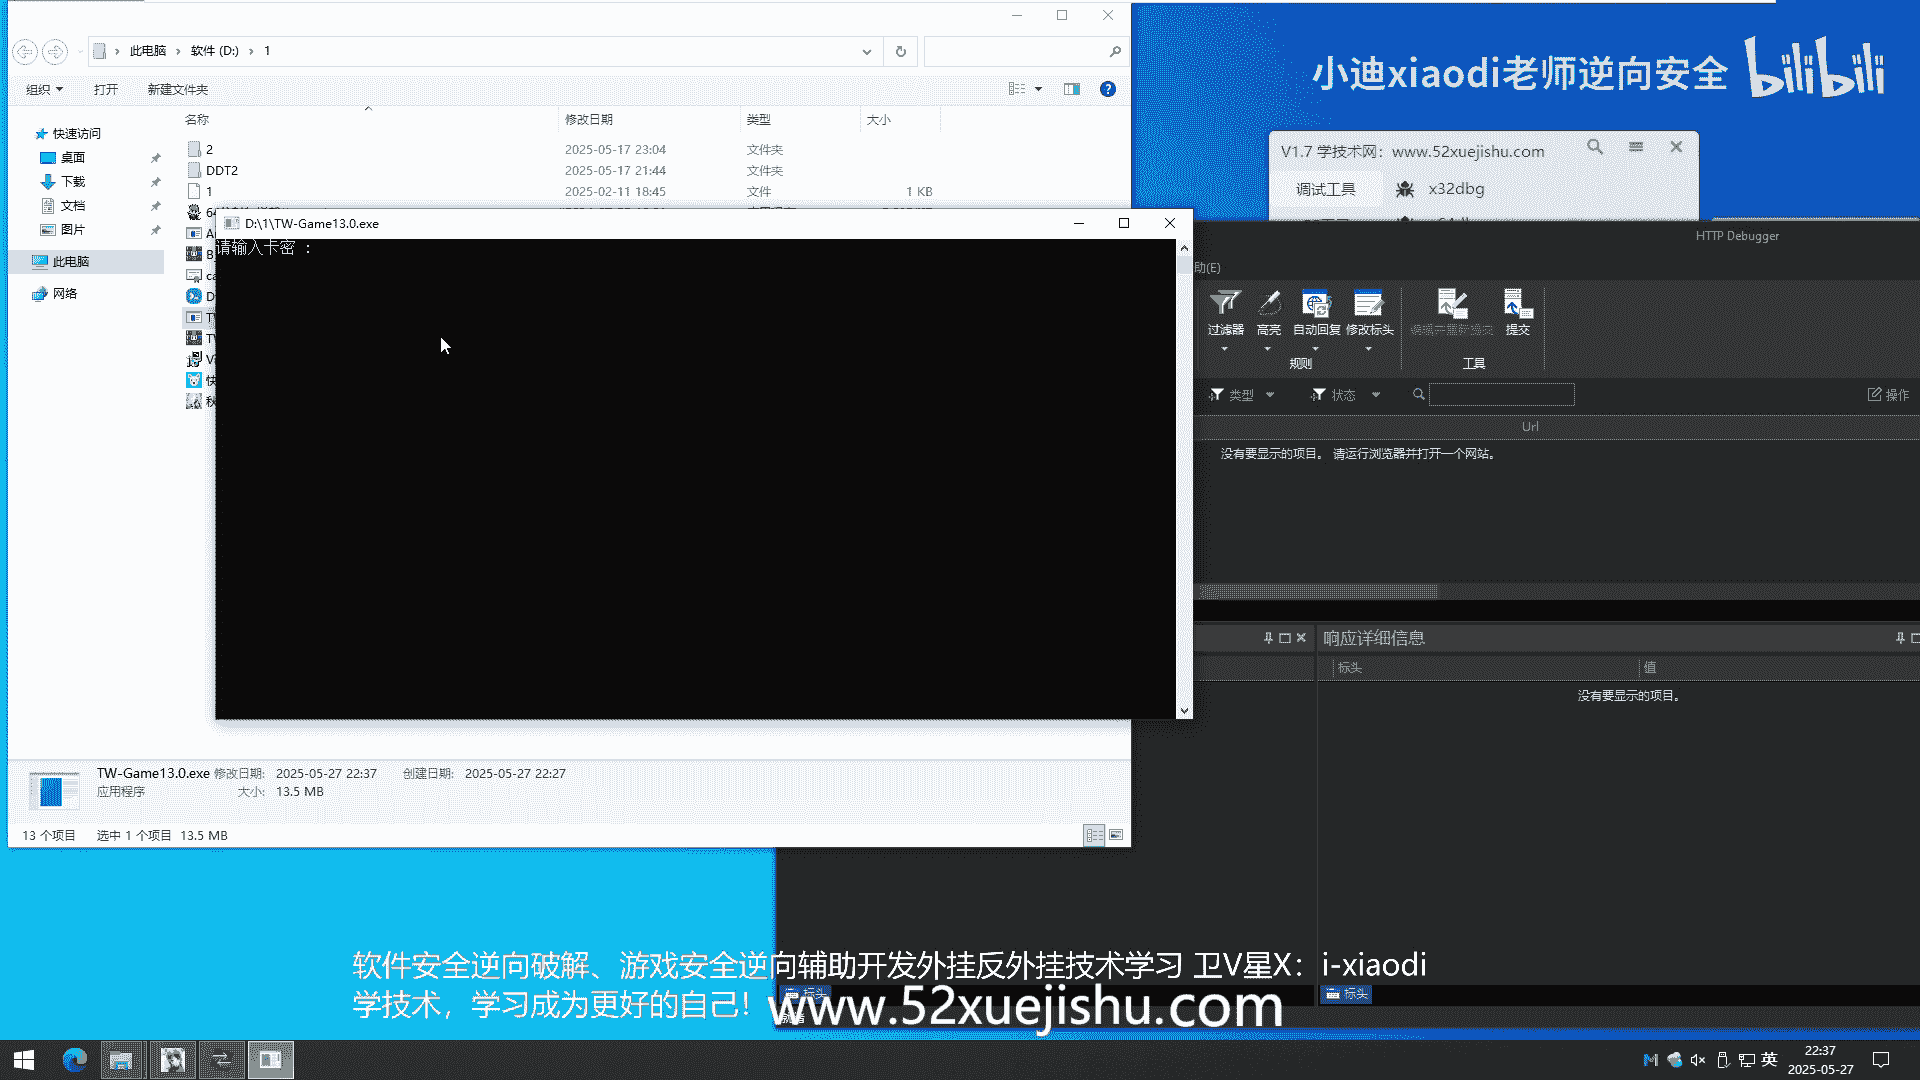 此电脑 › 软件 (D:) › 1
组织
打开
新建文件夹
名称
修改日期
类型
大小
快速访问
桌面
下载
文档
图片
此电脑
网络
2 2025-05-17 23:04 文件夹
DDT2 2025-05-17 21:44 文件夹
1 2025-02-11 18:45 文件 1 KB
D:\1\TW-Game13.0.exe
请输入卡密 :
TW-Game13.0.exe 修改日期: 2025-05-27 22:37 创建日期: 2025-05-27 22:27
应用程序 大小: 13.5 MB
13 个项目 选中 1 个项目 13.5 MB
小迪xiaodi老师逆向安全 bilibili
V1.7 学技术网: www.52xuejishu.com
调试工具 x32dbg
HTTP Debugger
助(E)
过滤器 高亮 自动回复 修改标头 提交
规则 工具
类型 状态 操作
Url
没有要显示的项目。 请运行浏览器并打开一个网站。
响应详细信息
标头 值
没有要显示的项目。
标头
标头
软件安全逆向破解、游戏安全逆向辅助开发外挂反外挂技术学习 卫V星X：i-xiaodi
学技术，学习成为更好的自己！ www.52xuejishu.com
英
22:37
2025-05-27